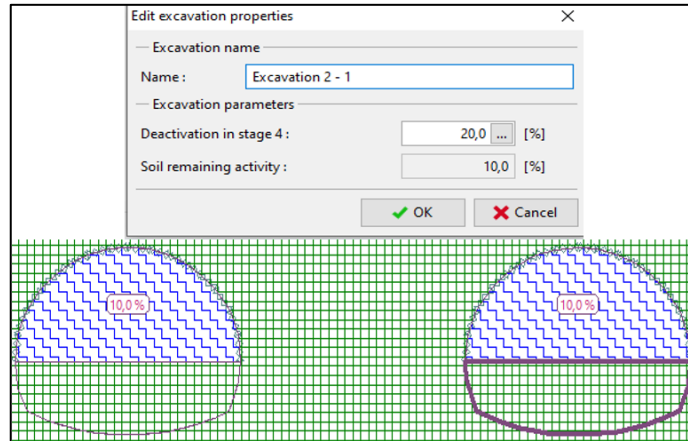 Edit excavation properties
Excavation name
Name :
Excavation 2 - 1
Excavation parameters
Deactivation in stage 4 :
20,0 ... [%]
Soil remaining activity :
10,0 [%]
OK
Cancel
10,0 %
10,0 %